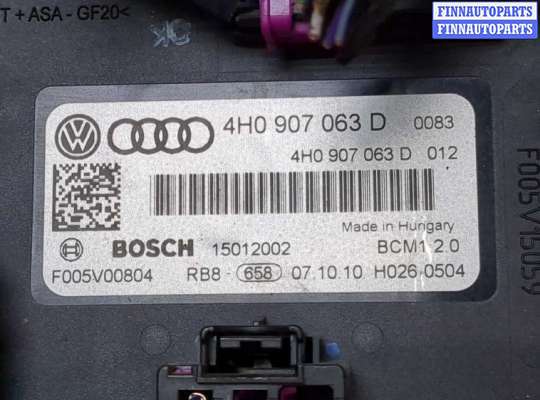 FINNAUTOPARTS
FINNAUTOPARTS
T + ASA - GF20<
4H0 907 063 D 0083
4H0 907 063 D 012
Made in Hungary
BOSCH 15012002 BCM1 2.0
F005V00804 RB8 - 658 07.10.10 H026 0504
F005V15059